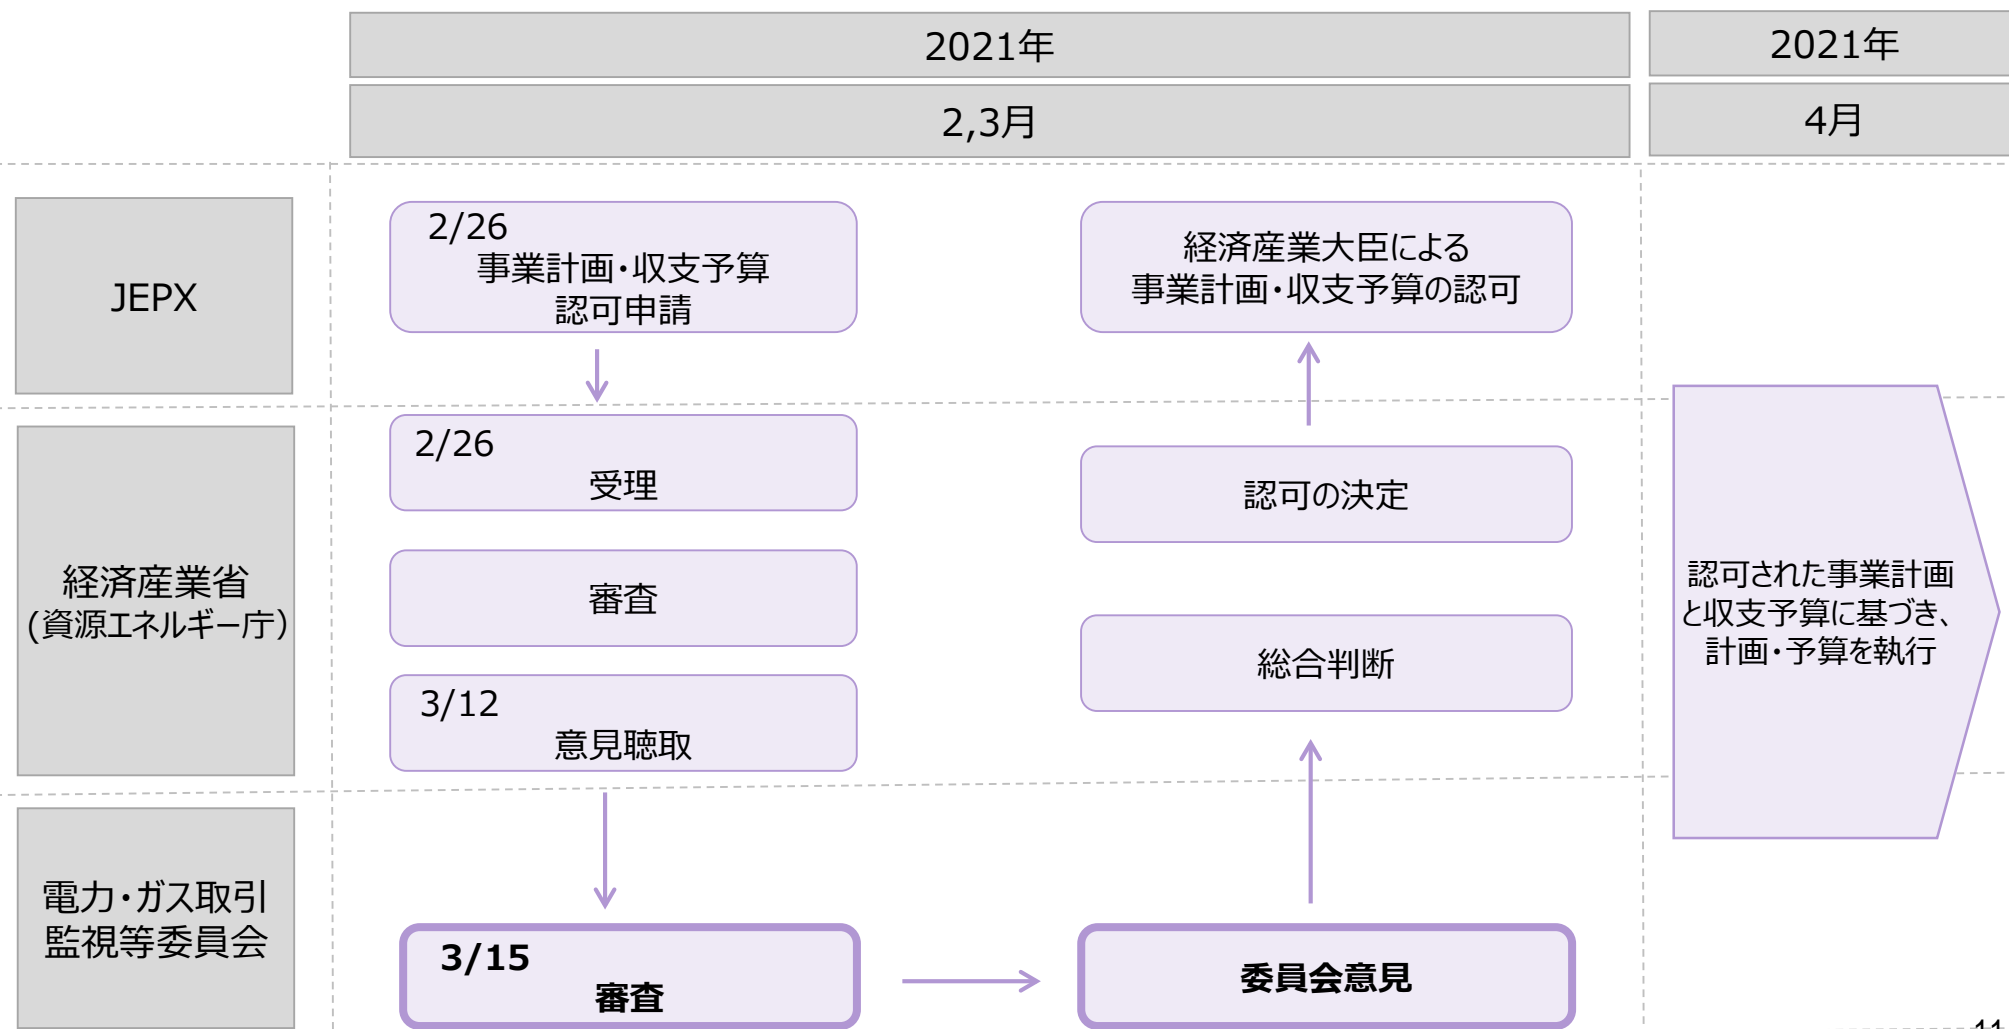 2021年
2021年
2,3月
4月
JEPX
2/26
事業計画・収支予算
認可申請
経済産業大臣による
事業計画・収支予算の認可
経済産業省
(資源エネルギー庁)
2/26
受理
認可の決定
審査
総合判断
3/12
意見聴取
認可された事業計画
と収支予算に基づき、
計画・予算を執行
電力・ガス取引
監視等委員会
3/15
審査
委員会意見
11